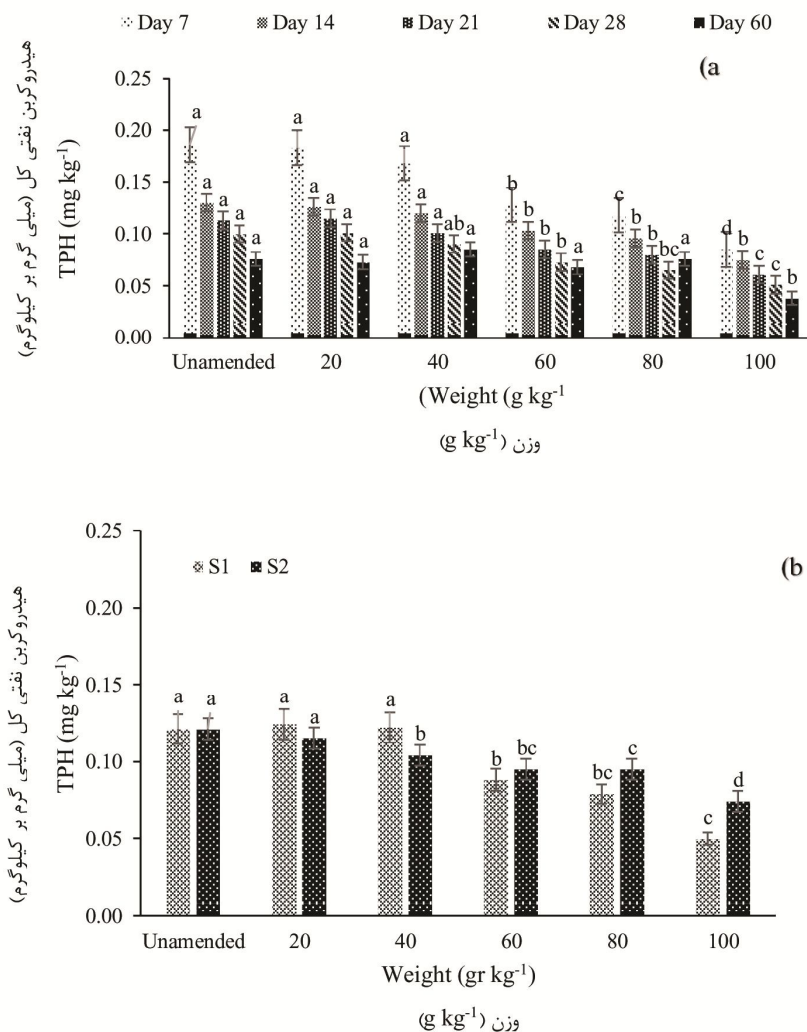 Day 7 Day 14 Day 21 Day 28 Day 60
(a
هیدروکربن نفتی کل (میلی گرم بر کیلوگرم)
TPH (mg kg-1)
0.25
0.20
0.15
0.10
0.05
0.00
a a a a a
a a a a a
a a a ab a
b b b b a
c b b bc a
d b c c b
Unamended 20 40 60 80 100
(Weight (g kg-1
وزن (g kg-1)
(b
S1 S2
هیدروکربن نفتی کل (میلی گرم بر کیلوگرم)
TPH (mg kg-1)
0.25
0.20
0.15
0.10
0.05
0.00
a a a a a b b bc bc c c d
Unamended 20 40 60 80 100
Weight (gr kg-1)
وزن (g kg-1)